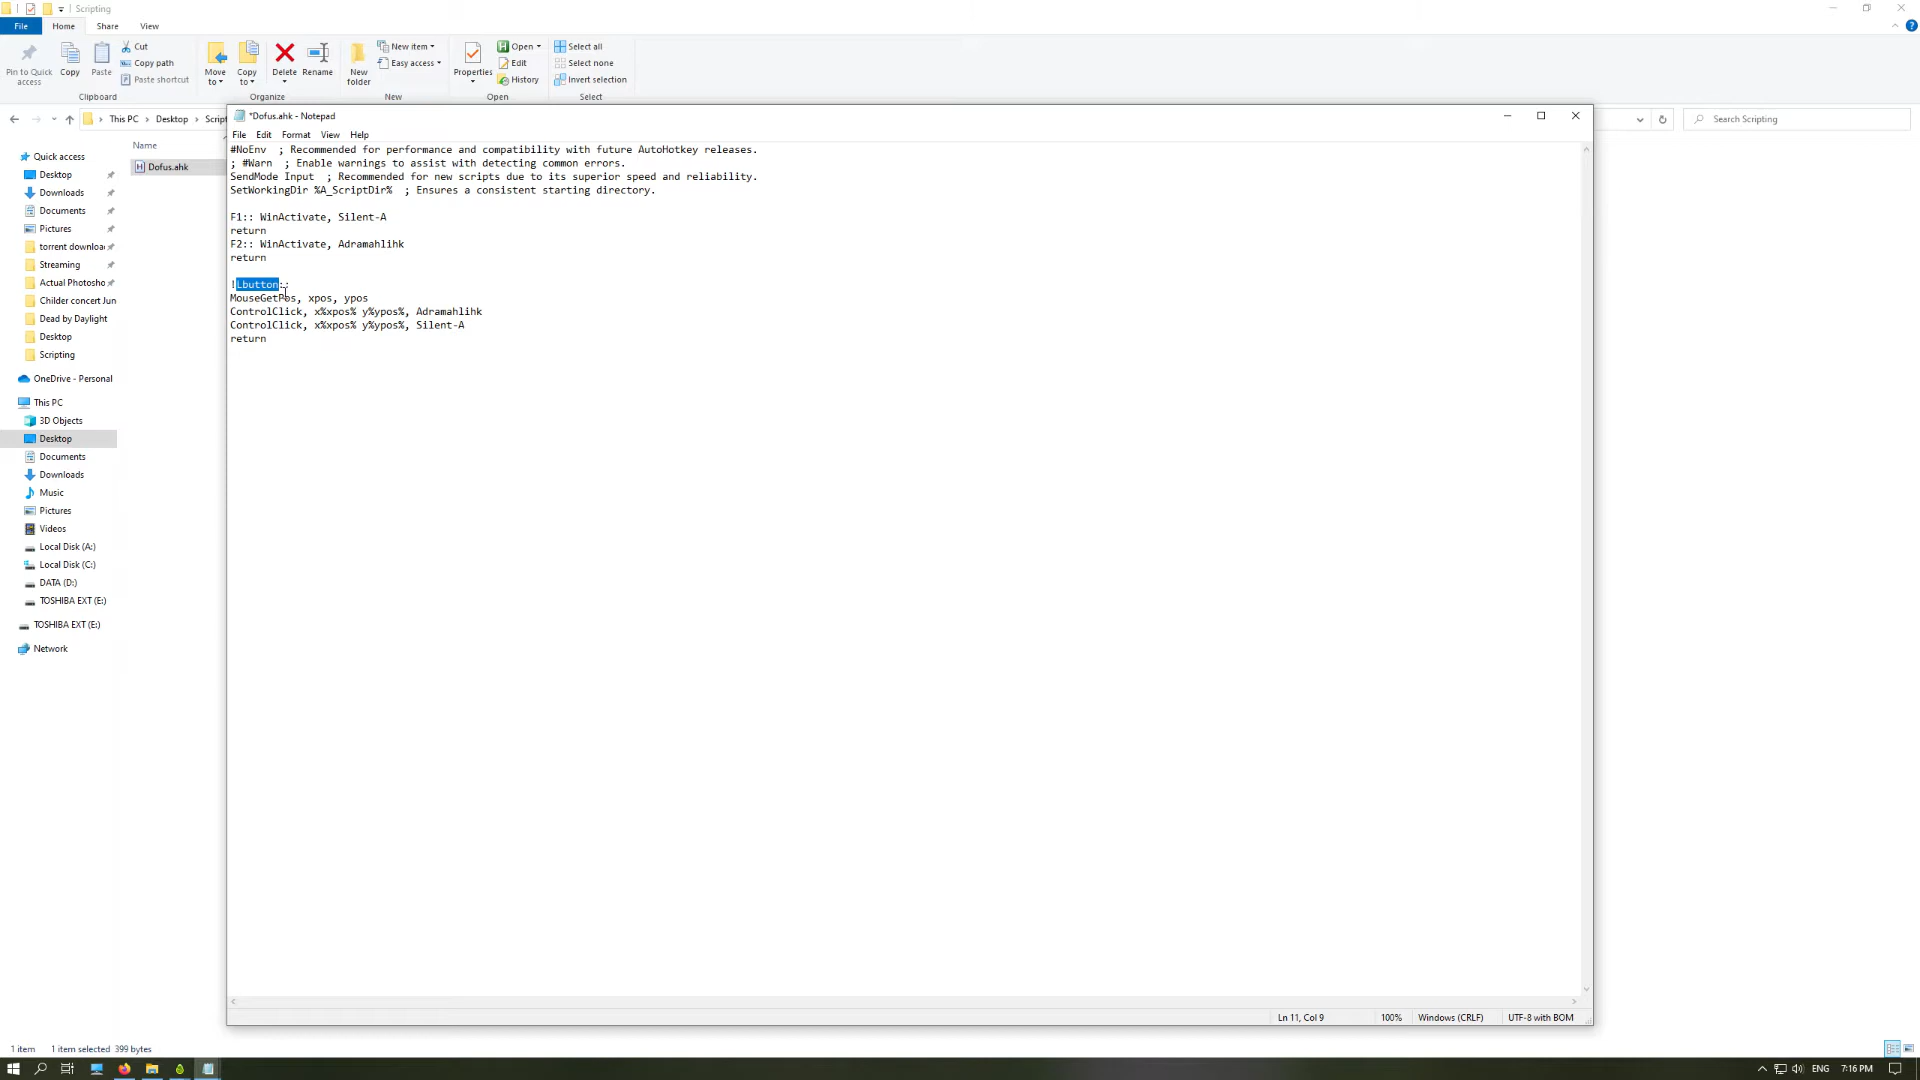 Scripting
File Home Share View
Pin to Quick access
Copy
Paste
Cut
Copy path
Paste shortcut
Clipboard
Move to
Copy to
Delete
Rename
Organize
New folder
New item
Easy access
New
Properties
Open
Edit
History
Open
Select all
Select none
Invert selection
Select
This PC > Desktop > Script
Search Scripting
*Dofus.ahk - Notepad
File Edit Format View Help
#NoEnv  ; Recommended for performance and compatibility with future AutoHotkey releases.
; #Warn  ; Enable warnings to assist with detecting common errors.
SendMode Input  ; Recommended for new scripts due to its superior speed and reliability.
SetWorkingDir %A_ScriptDir%  ; Ensures a consistent starting directory.
F1:: WinActivate, Silent-A
return
F2:: WinActivate, Adramahlihk
return
!Lbutton::
MouseGetPos, xpos, ypos
ControlClick, x%xpos% y%ypos%, Adramahlihk
ControlClick, x%xpos% y%ypos%, Silent-A
return
Name
Dofus.ahk
Quick access
Desktop
Downloads
Documents
Pictures
torrent downloa
Streaming
Actual Photosho
Childer concert Jun
Dead by Daylight
Desktop
Scripting
OneDrive - Personal
This PC
3D Objects
Desktop
Documents
Downloads
Music
Pictures
Videos
Local Disk (A:)
Local Disk (C:)
DATA (D:)
TOSHIBA EXT (E:)
TOSHIBA EXT (E:)
Network
Ln 11, Col 9 100% Windows (CRLF) UTF-8 with BOM
1 item 1 item selected 399 bytes
ENG 7:16 PM